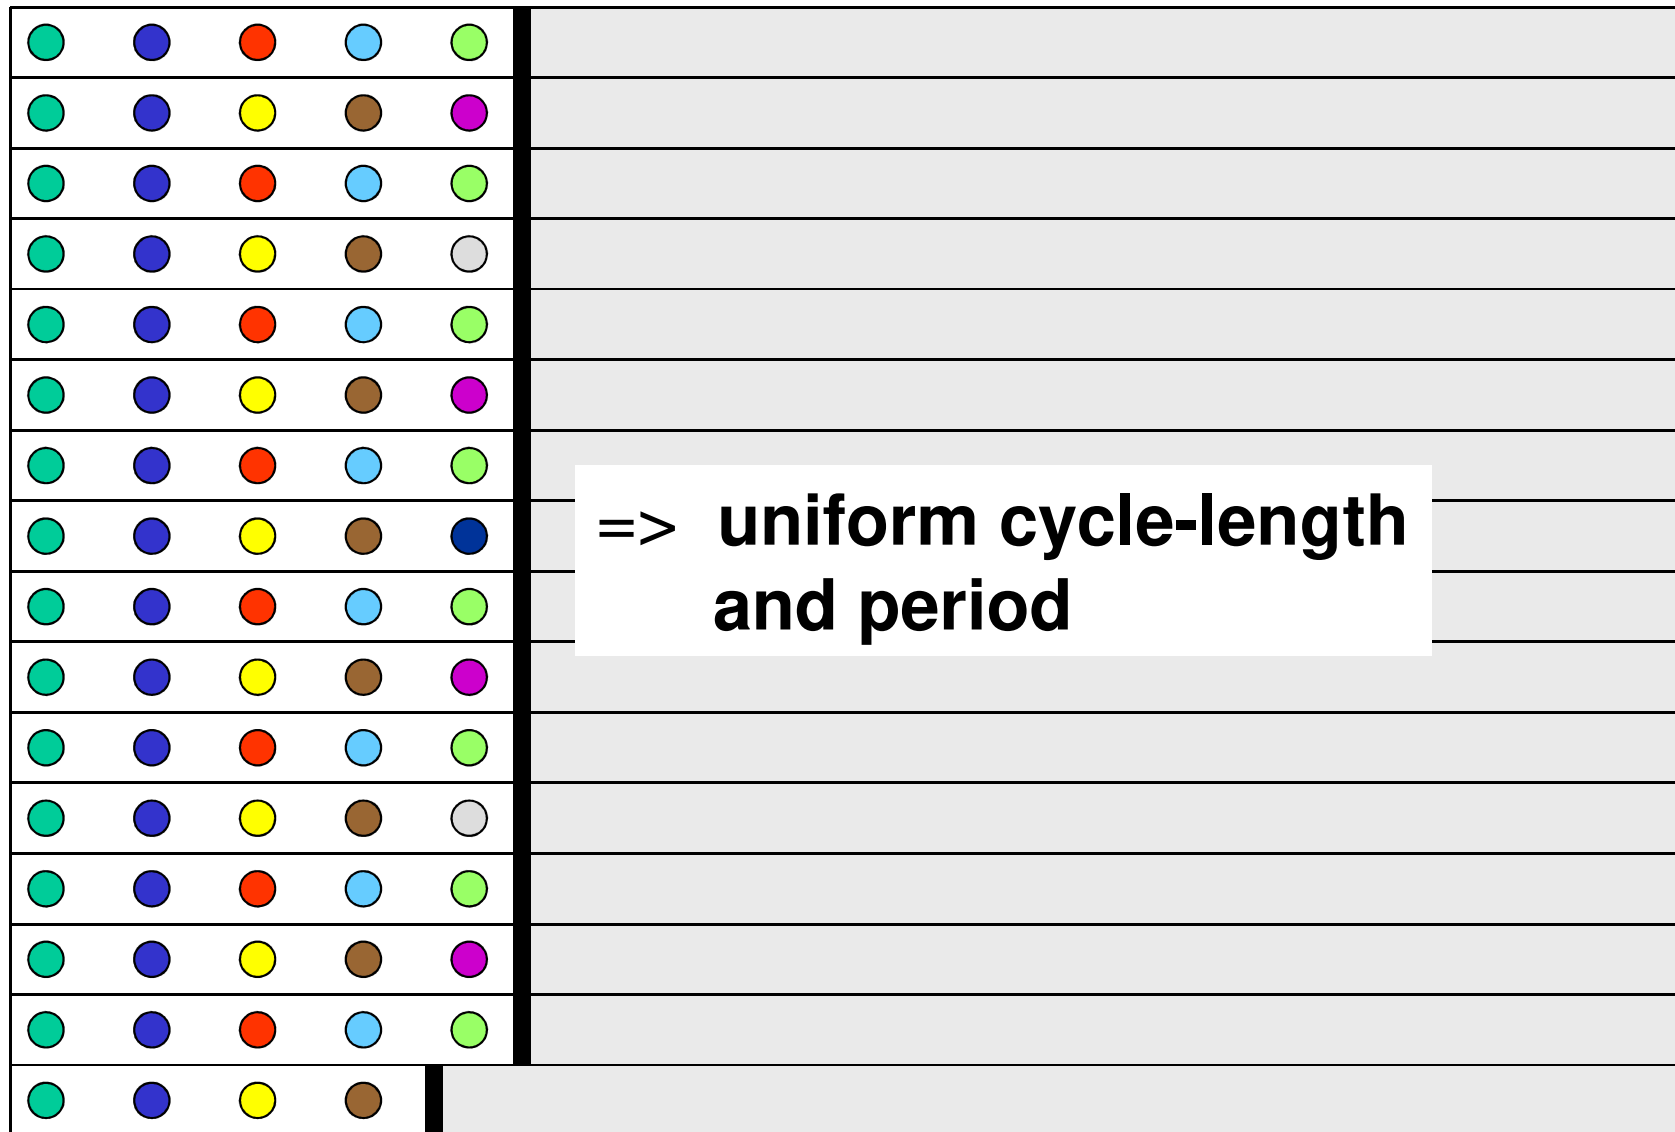 => uniform cycle-length
and period